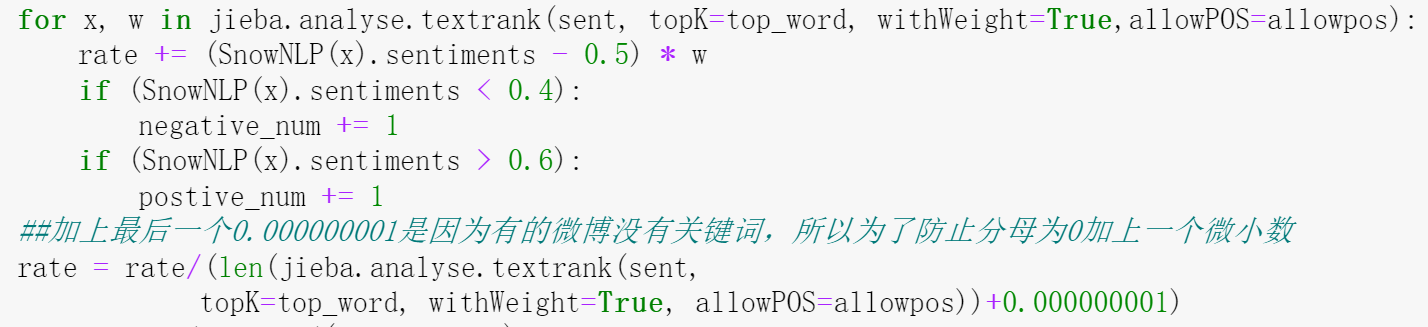 for x, w in jieba.analyse.textrank(sent, topK=top_word, withWeight=True,allowPOS=allowpos):
    rate += (SnowNLP(x).sentiments - 0.5) * w
    if (SnowNLP(x).sentiments < 0.4):
        negative_num += 1
    if (SnowNLP(x).sentiments > 0.6):
        postive_num += 1
##加上最后一个0.000000001是因为有的微博没有关键词，所以为了防止分母为0加上一个微小数
rate = rate/(len(jieba.analyse.textrank(sent,
            topK=top_word, withWeight=True, allowPOS=allowpos))+0.000000001)